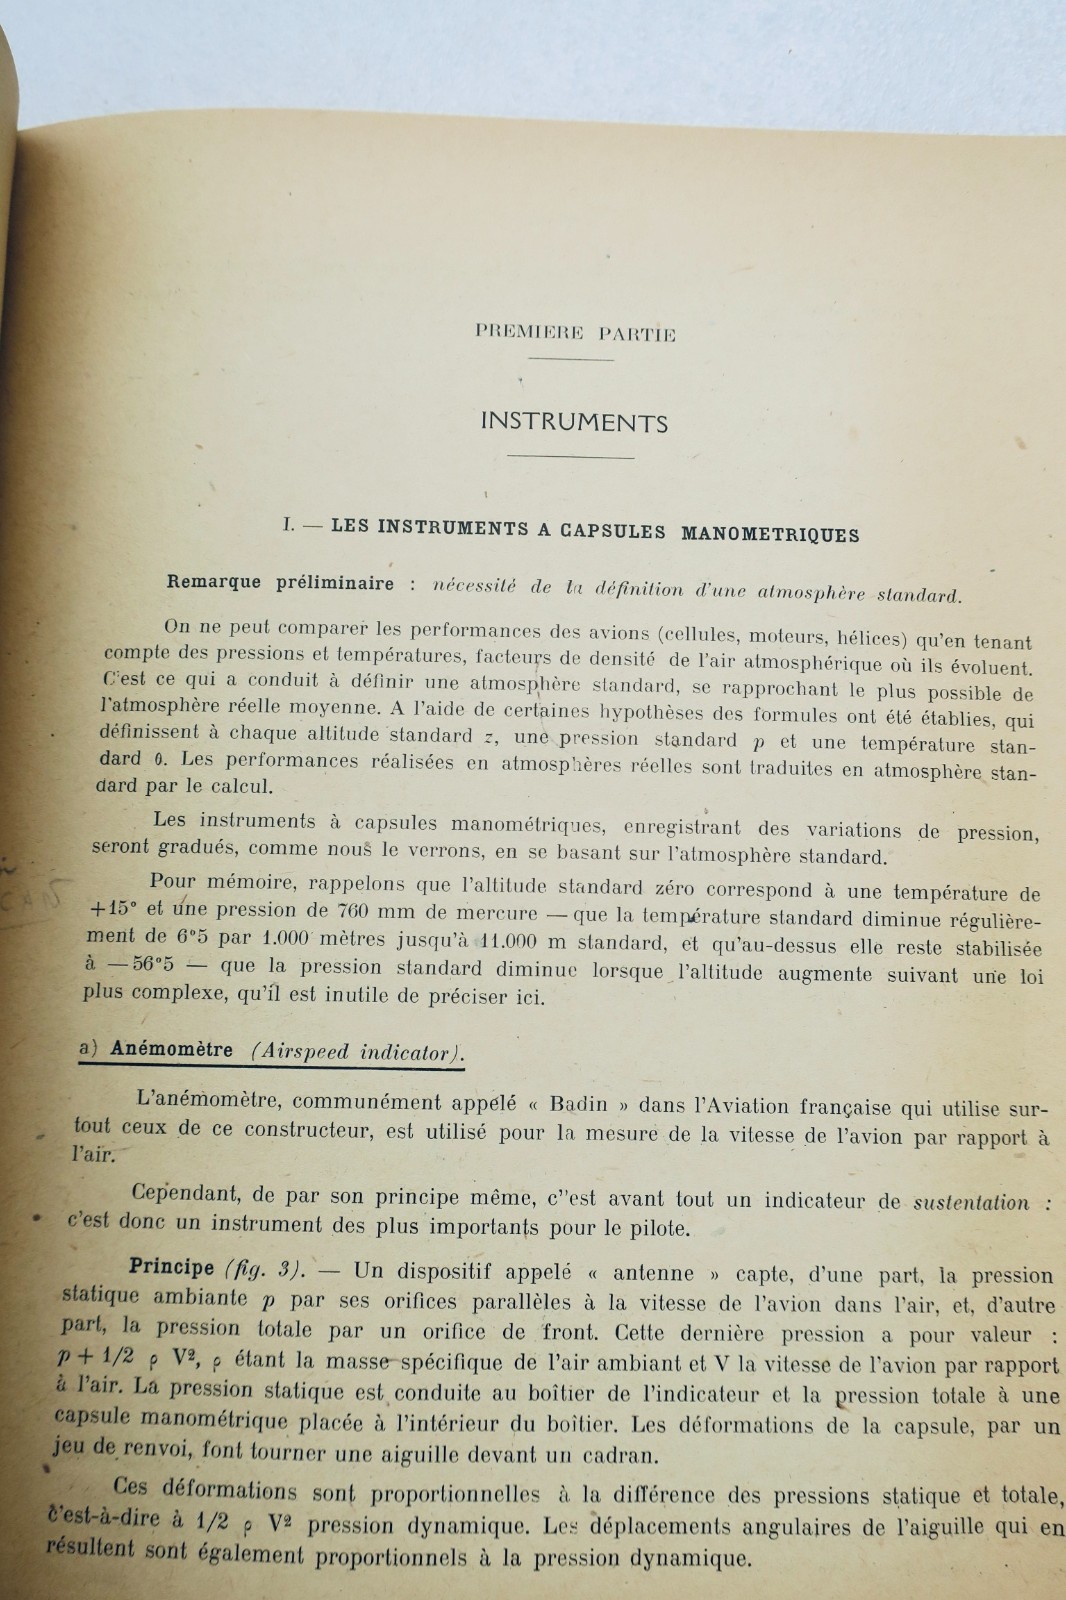 PREMIERE PARTIE
INSTRUMENTS
I. — LES INSTRUMENTS A CAPSULES MANOMETRIQUES
Remarque préliminaire : nécessité de la définition d'une atmosphère standard.
On ne peut comparer les performances des avions (cellules, moteurs, hélices) qu'en tenant
compte des pressions et températures, facteurs de densité de l'air atmosphérique où ils évoluent.
C'est ce qui a conduit à définir une atmosphère standard, se rapprochant le plus possible de
l'atmosphère réelle moyenne. A l'aide de certaines hypothèses des formules ont été établies, qui
définissent à chaque altitude standard z, une pression standard p et une température stan-
dard θ. Les performances réalisées en atmosphères réelles sont traduites en atmosphère stan-
dard par le calcul.
Les instruments à capsules manométriques, enregistrant des variations de pression,
seront gradués, comme nous le verrons, en se basant sur l'atmosphère standard.
Pour mémoire, rappelons que l'altitude standard zéro correspond à une température de
+15° et une pression de 760 mm de mercure — que la température standard diminue régulière-
ment de 6°5 par 1.000 mètres jusqu'à 11.000 m standard, et qu'au-dessus elle reste stabilisée
à —56°5 — que la pression standard diminue lorsque l'altitude augmente suivant une loi
plus complexe, qu'il est inutile de préciser ici.
a) Anémomètre (Airspeed indicator).
L'anémomètre, communément appelé « Badin » dans l'Aviation française qui utilise sur-
tout ceux de ce constructeur, est utilisé pour la mesure de la vitesse de l'avion par rapport à
l'air.
Cependant, de par son principe même, c''est avant tout un indicateur de sustentation :
c'est donc un instrument des plus importants pour le pilote.
Principe (fig. 3). — Un dispositif appelé « antenne » capte, d'une part, la pression
statique ambiante p par ses orifices parallèles à la vitesse de l'avion dans l'air, et, d'autre
part, la pression totale par un orifice de front. Cette dernière pression a pour valeur :
p + 1/2 ρ V², ρ étant la masse spécifique de l'air ambiant et V la vitesse de l'avion par rapport
à l'air. La pression statique est conduite au boîtier de l'indicateur et la pression totale à une
capsule manométrique placée à l'intérieur du boîtier. Les déformations de la capsule, par un
jeu de renvoi, font tourner une aiguille devant un cadran.
Ces déformations sont proportionnelles à la différence des pressions statique et totale,
c'est-à-dire à 1/2 ρ V² pression dynamique. Les déplacements angulaires de l'aiguille qui en
résultent sont également proportionnels à la pression dynamique.